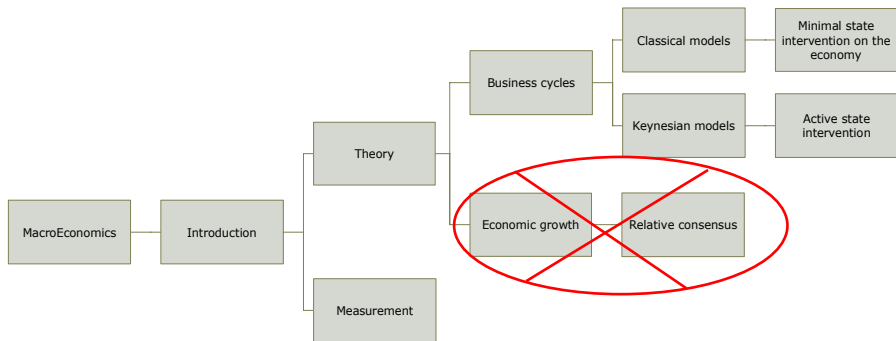 Classical models
Minimal state
intervention on the
economy
Business cycles
Keynesian models
Active state
intervention
Theory
MacroEconomics
Introduction
Economic growth
Relative consensus
Measurement